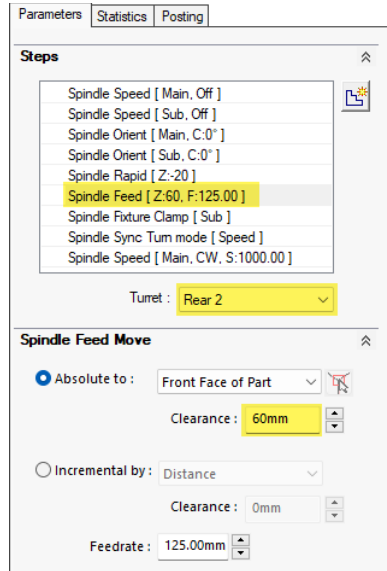 Parameters Statistics Posting
Steps
Spindle Speed [ Main, Off ]
Spindle Speed [ Sub, Off ]
Spindle Orient [ Main, C:0° ]
Spindle Orient [ Sub, C:0° ]
Spindle Rapid [ Z:-20 ]
Spindle Feed [ Z:60, F:125.00 ]
Spindle Fixture Clamp [ Sub ]
Spindle Sync Turn mode [ Speed ]
Spindle Speed [ Main, CW, S:1000.00 ]
Turret : Rear 2
Spindle Feed Move
Absolute to : Front Face of Part
Clearance : 60mm
Incremental by : Distance
Clearance : 0mm
Feedrate : 125.00mm